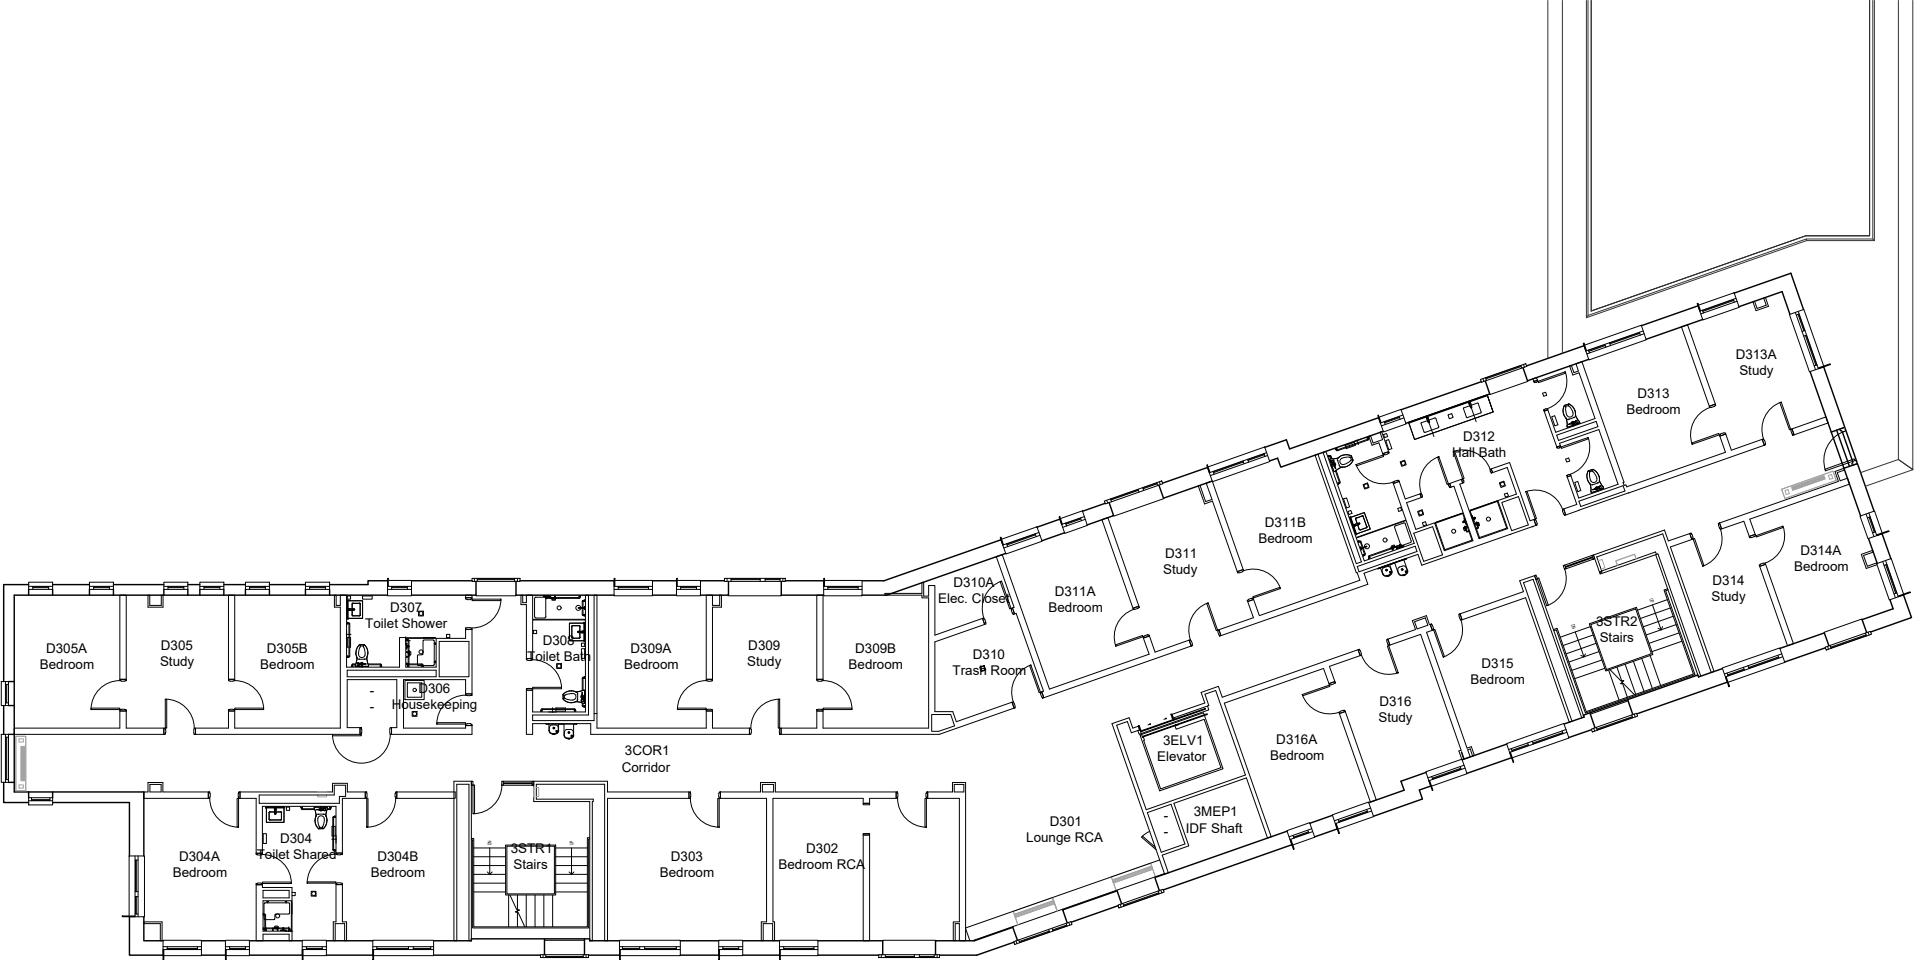 D313A
Study
D313
Bedroom
D312
Hall Bath
D311B
Bedroom
D311
Study
D311A
Bedroom
D310A
Elec. Closet
D310
Trash Room
D314A
Bedroom
D314
Study
3STR2
Stairs
D315
Bedroom
D316
Study
D316A
Bedroom
3ELV1
Elevator
3MEP1
IDF Shaft
D301
Lounge RCA
D305A
Bedroom
D305
Study
D305B
Bedroom
D307
Toilet Shower
D306
Housekeeping
D308
Toilet Bath
D309A
Bedroom
D309
Study
D309B
Bedroom
3COR1
Corridor
D304A
Bedroom
D304
Toilet Shared
D304B
Bedroom
3STR1
Stairs
D303
Bedroom
D302
Bedroom RCA